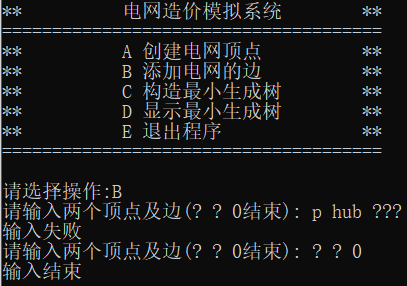 ** 电网造价模拟系统 **
=====================================
** A 创建电网顶点 **
** B 添加电网的边 **
** C 构造最小生成树 **
** D 显示最小生成树 **
** E 退出程序 **
=====================================
请选择操作:B
请输入两个顶点及边(? ? 0结束): p hub ???
输入失败
请输入两个顶点及边(? ? 0结束): ? ? 0
输入结束